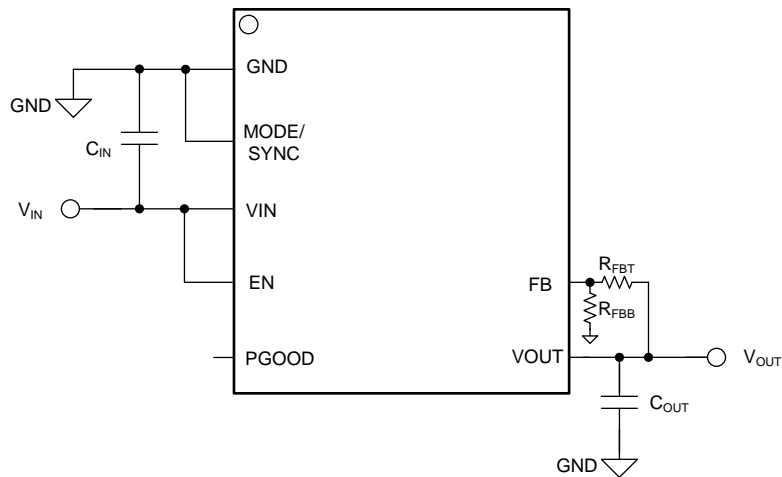 GND
GND
MODE/
SYNC
C_IN
V_IN
VIN
EN
FB
R_FBT
R_FBB
PGOOD
VOUT
V_OUT
C_OUT
GND